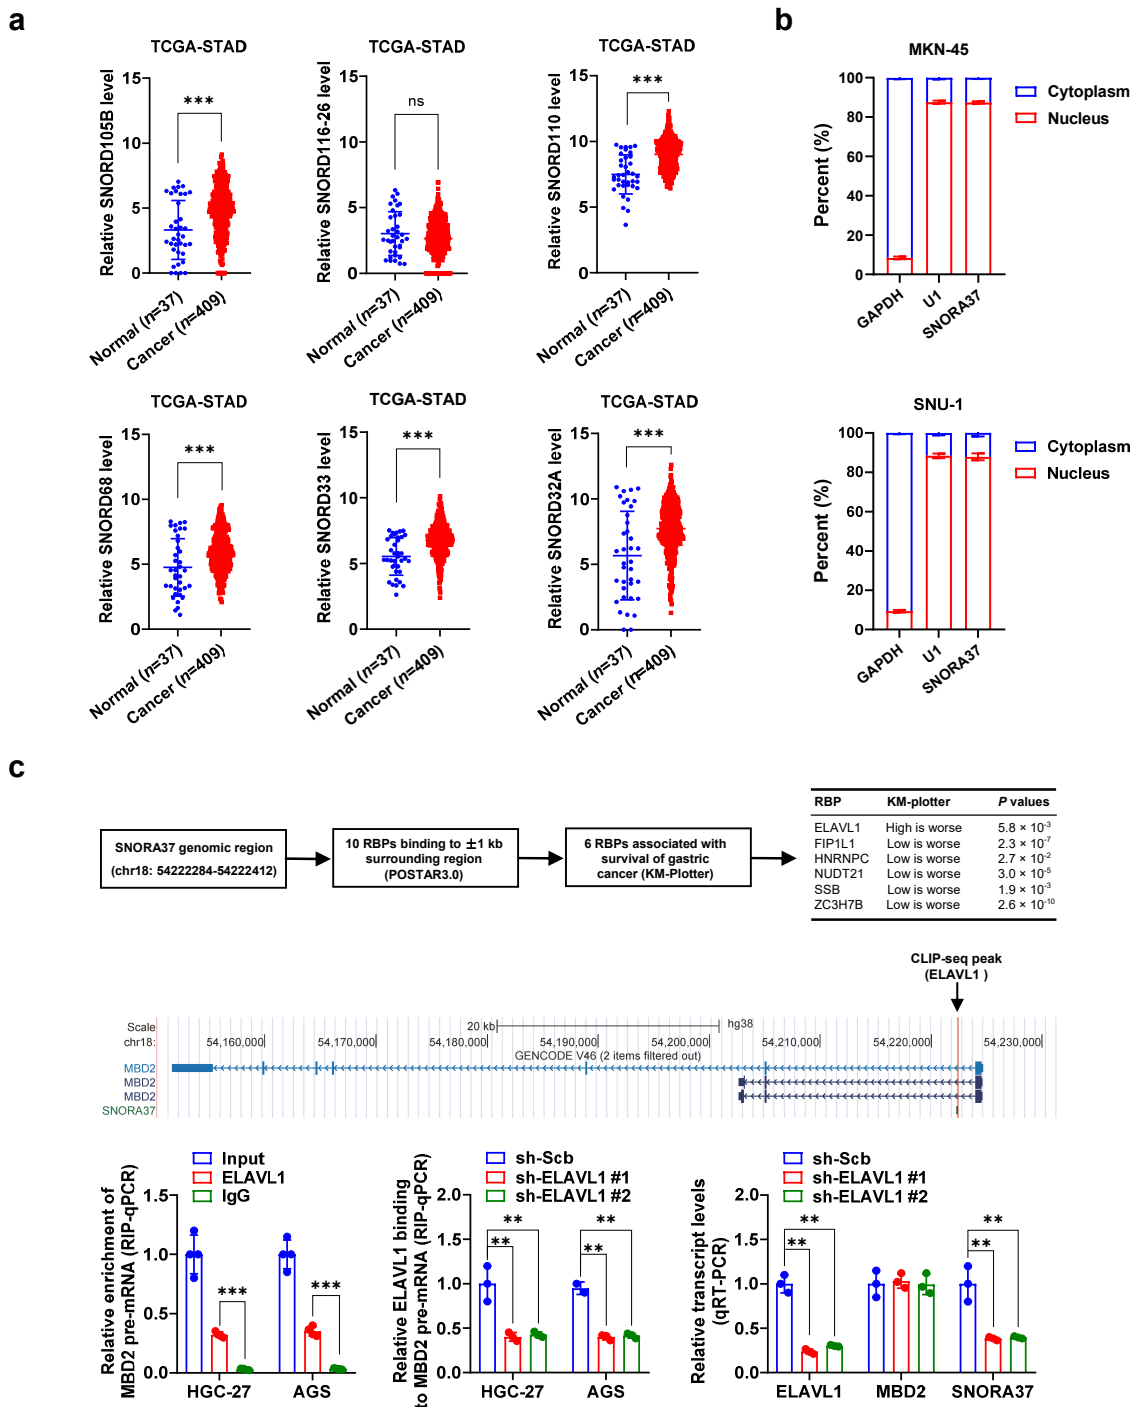 a
TCGA-STAD
Relative SNORD105B level
15
10
5
0
***
Normal (n=37)
Cancer (n=409)
TCGA-STAD
Relative SNORD116-26 level
15
10
5
0
ns
Normal (n=37)
Cancer (n=409)
TCGA-STAD
Relative SNORD110 level
15
10
5
0
***
Normal (n=37)
Cancer (n=409)
TCGA-STAD
Relative SNORD68 level
15
10
5
0
***
Normal (n=37)
Cancer (n=409)
TCGA-STAD
Relative SNORD33 level
15
10
5
0
***
Normal (n=37)
Cancer (n=409)
TCGA-STAD
Relative SNORD32A level
15
10
5
0
***
Normal (n=37)
Cancer (n=409)
b
MKN-45
Percent (%)
100
80
60
40
20
0
GAPDH
U1
SNORA37
Cytoplasm
Nucleus
SNU-1
Percent (%)
100
80
60
40
20
0
GAPDH
U1
SNORA37
Cytoplasm
Nucleus
c
SNORA37 genomic region
(chr18: 54222284-54222412)
10 RBPs binding to ±1 kb
surrounding region
(POSTAR3.0)
6 RBPs associated with
survival of gastric
cancer (KM-Plotter)
RBP KM-plotter P values
ELAVL1 High is worse 5.8 × 10⁻³
FIP1L1 Low is worse 2.3 × 10⁻⁷
HNRNPC Low is worse 2.7 × 10⁻²
NUDT21 Low is worse 3.0 × 10⁻⁵
SSB Low is worse 1.9 × 10⁻³
ZC3H7B Low is worse 2.6 × 10⁻¹⁰
CLIP-seq peak
(ELAVL1 )
Scale 20 kb hg38
chr18: 54,160,000 54,170,000 54,180,000 54,190,000 54,200,000 54,210,000 54,220,000 54,230,000
GENCODE V46 (2 items filtered out)
MBD2
MBD2
MBD2
SNORA37
Relative enrichment of
MBD2 pre-mRNA (RIP-qPCR)
Input
ELAVL1
IgG
1.5
1.0
0.5
0.0
***
***
HGC-27 AGS
Relative ELAVL1 binding
to MBD2 pre-mRNA (RIP-qPCR)
sh-Scb
sh-ELAVL1 #1
sh-ELAVL1 #2
2.0
1.5
1.0
0.5
0.0
** **
** **
HGC-27 AGS
Relative transcript levels
(qRT-PCR)
sh-Scb
sh-ELAVL1 #1
sh-ELAVL1 #2
2.0
1.5
1.0
0.5
0.0
** **
** **
ELAVL1 MBD2 SNORA37